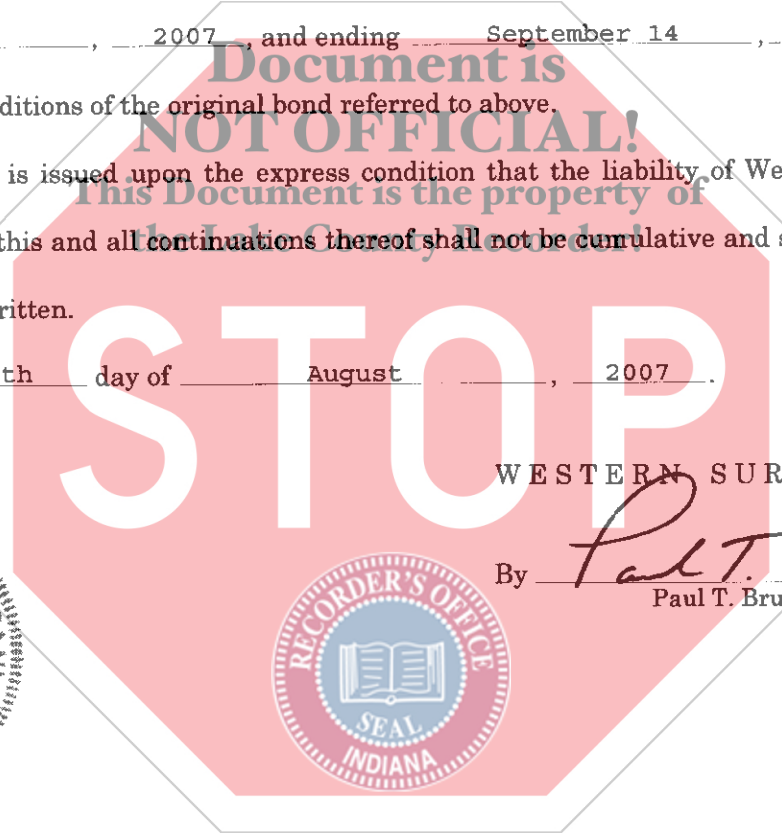 , 2007 , and ending September 14 ,
Document is
ditions of the original bond referred to above.
NOT OFFICIAL!
is issued upon the express condition that the liability of We
This Document is the property of
this and all continuations thereof shall not be cumulative and s
the Lake County Recorder!
ritten.
STOP
th day of August , 2007 .
WESTERN SUR
By Paul T.
Paul T. Bru
RECORDER'S OFFICE
SEAL
INDIANA